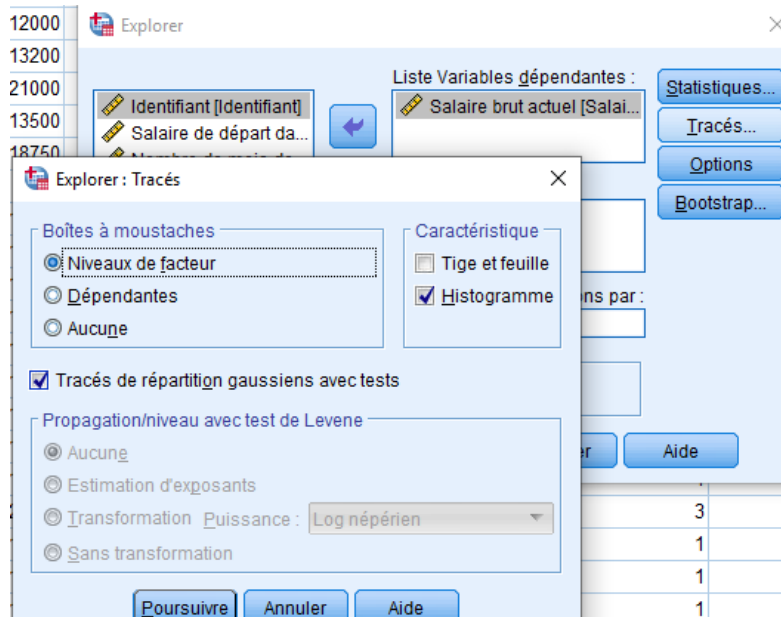 12000
13200
21000
13500
18750
Explorer
Identifiant [Identifiant]
Salaire de départ da...
Liste Variables dépendantes :
Salaire brut actuel [Salai...
Statistiques...
Tracés...
Options
Bootstrap...
ons par :
er
Aide
Explorer : Tracés
Boîtes à moustaches
Niveaux de facteur
Dépendantes
Aucune
Caractéristique
Tige et feuille
Histogramme
Tracés de répartition gaussiens avec tests
Propagation/niveau avec test de Levene
Aucune
Estimation d'exposants
Transformation Puissance : Log népérien
Sans transformation
Poursuivre
Annuler
Aide
3
1
1
1